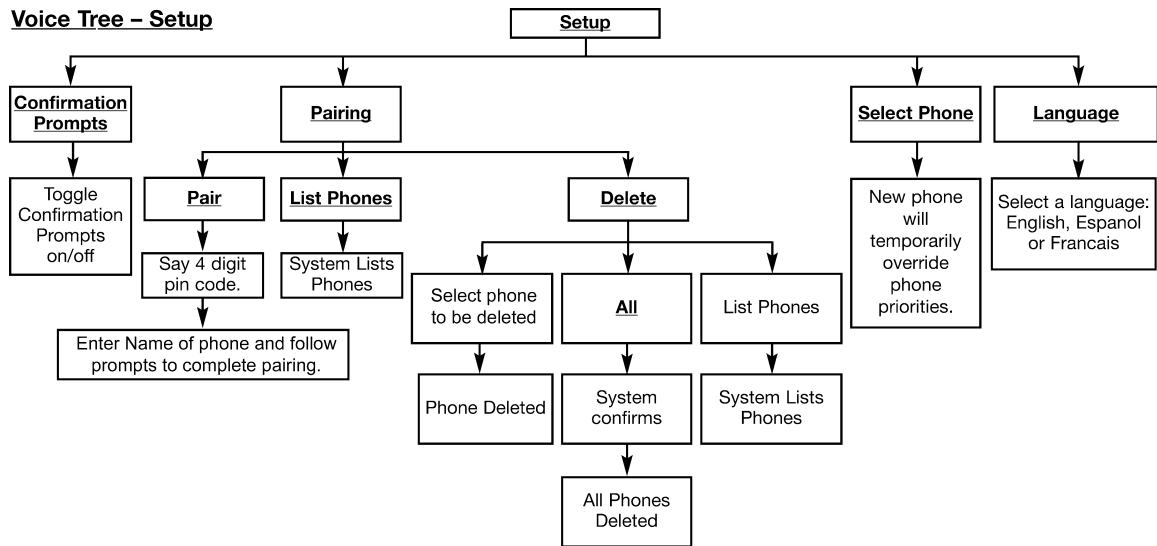 Voice Tree – Setup
Setup
Confirmation
Prompts
Pairing
Select Phone
Language
Toggle
Confirmation
Prompts
on/off
Pair
List Phones
Delete
New phone
will
temporarily
override
phone
priorities.
Select a language:
English, Espanol
or Francais
Say 4 digit
pin code.
System Lists
Phones
Select phone
to be deleted
All
List Phones
Enter Name of phone and follow
prompts to complete pairing.
Phone Deleted
System
confirms
System Lists
Phones
All Phones
Deleted